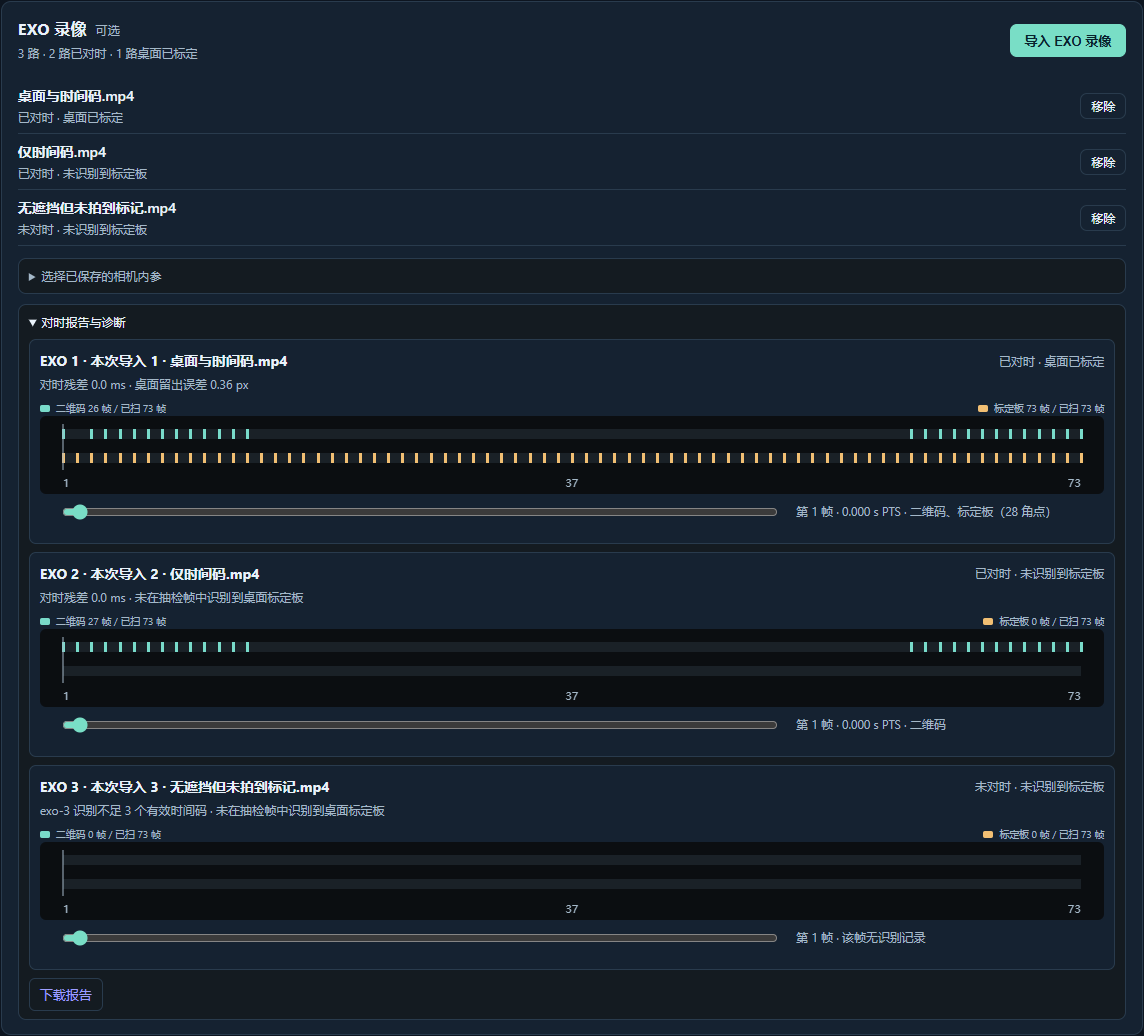 EXO 录像 可选
3 路 · 2 路已对时 · 1 路桌面已标定
导入 EXO 录像
桌面与时间码.mp4
已对时 · 桌面已标定
移除
仅时间码.mp4
已对时 · 未识别到标定板
移除
无遮挡但未拍到标记.mp4
未对时 · 未识别到标定板
移除
▶ 选择已保存的相机内参
▼ 对时报告与诊断
EXO 1 · 本次导入 1 · 桌面与时间码.mp4
已对时 · 桌面已标定
对时残差 0.0 ms · 桌面留出误差 0.36 px
二维码 26 帧 / 已扫 73 帧
标定板 73 帧 / 已扫 73 帧
1 37 73
第 1 帧 · 0.000 s PTS · 二维码、标定板（28 角点）
EXO 2 · 本次导入 2 · 仅时间码.mp4
已对时 · 未识别到标定板
对时残差 0.0 ms · 未在抽检帧中识别到桌面标定板
二维码 27 帧 / 已扫 73 帧
标定板 0 帧 / 已扫 73 帧
1 37 73
第 1 帧 · 0.000 s PTS · 二维码
EXO 3 · 本次导入 3 · 无遮挡但未拍到标记.mp4
未对时 · 未识别到标定板
exo-3 识别不足 3 个有效时间码 · 未在抽检帧中识别到桌面标定板
二维码 0 帧 / 已扫 73 帧
标定板 0 帧 / 已扫 73 帧
1 37 73
第 1 帧 · 该帧无识别记录
下载报告